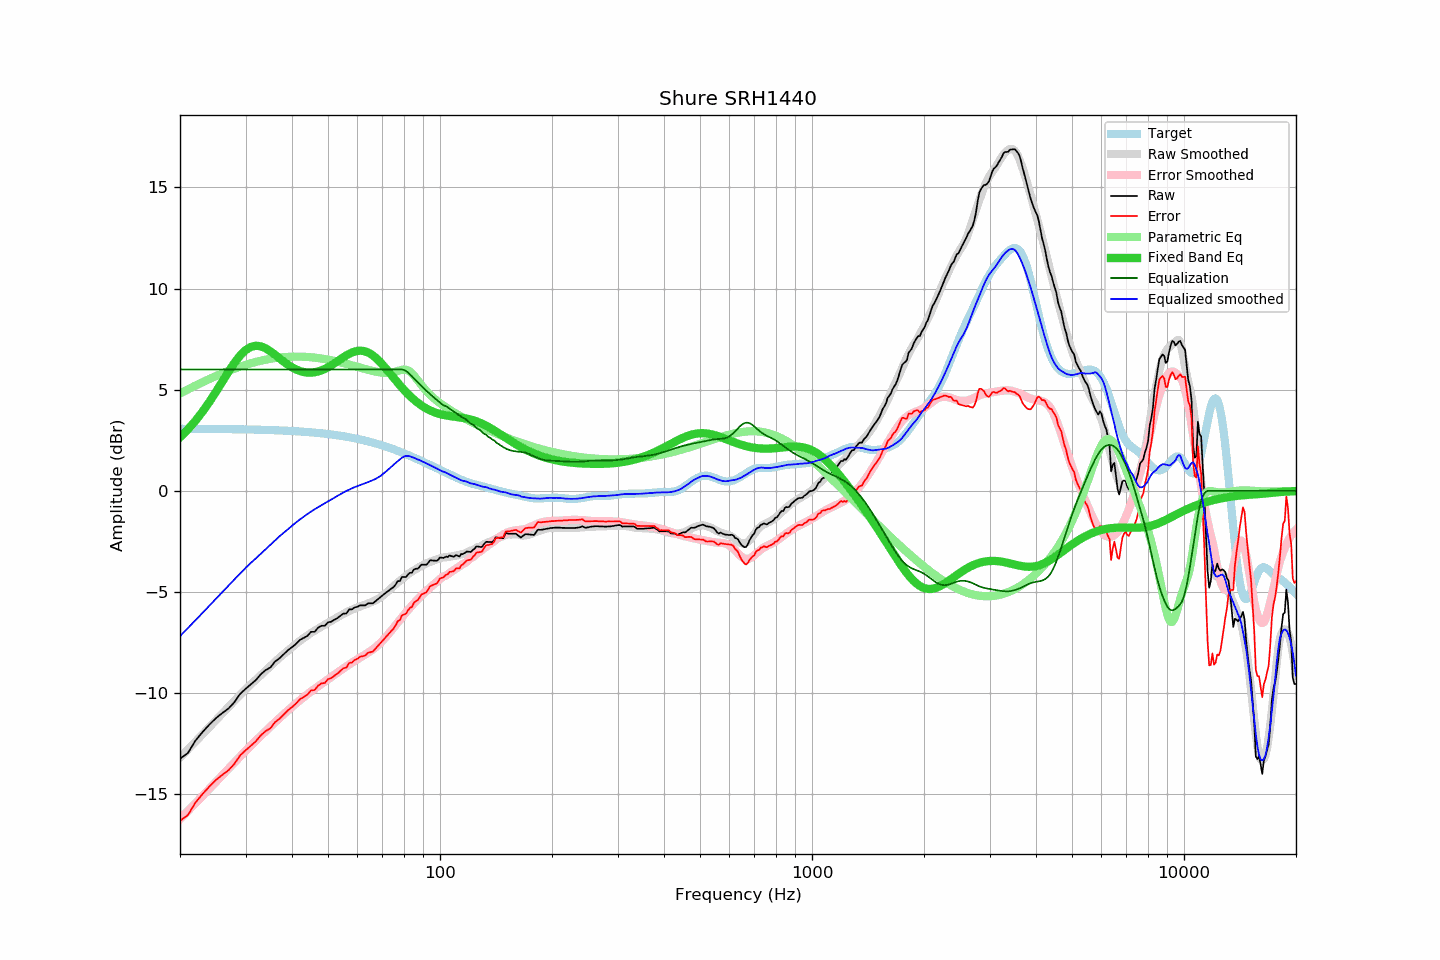 Shure SRH1440
Target
Raw Smoothed
Error Smoothed
Raw
Error
Parametric Eq
Fixed Band Eq
Equalization
Equalized smoothed
Amplitude (dBr)
15
10
5
0
−5
−10
−15
100
1000
10000
Frequency (Hz)